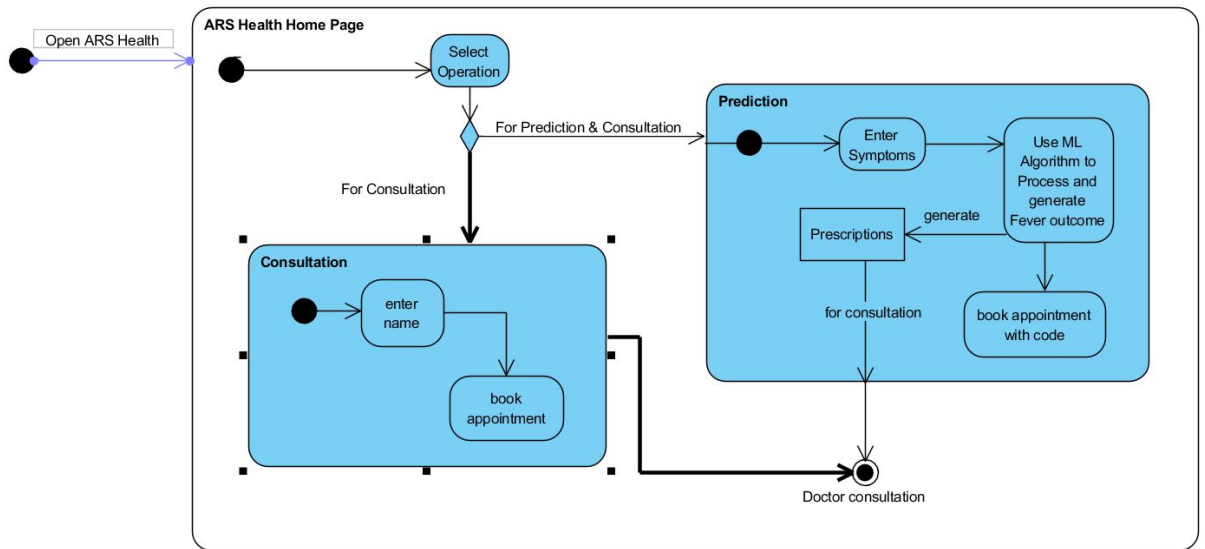 ARS Health Home Page
Open ARS Health
Select
Operation
For Prediction & Consultation
For Consultation
Prediction
Enter
Symptoms
Use ML
Algorithm to
Process and
generate
Fever outcome
generate
Prescriptions
for consultation
book appointment
with code
Consultation
enter
name
book
appointment
Doctor consultation